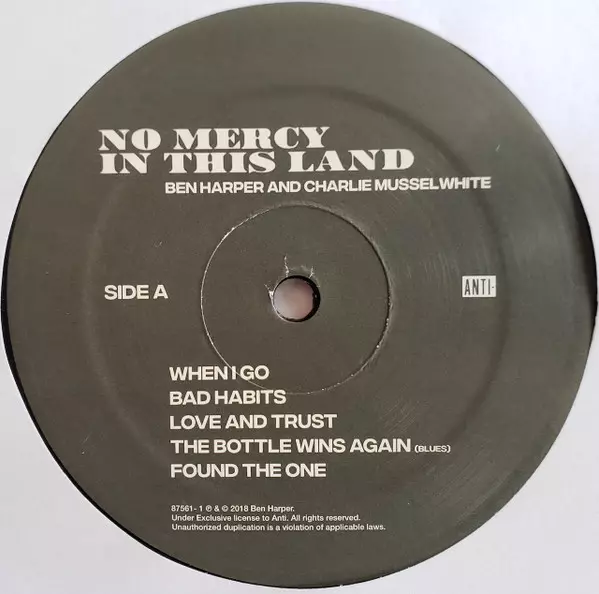 NO MERCY
IN THIS LAND
BEN HARPER AND CHARLIE MUSSELWHITE
SIDE A
ANTI-
WHEN I GO
BAD HABITS
LOVE AND TRUST
THE BOTTLE WINS AGAIN (BLUES)
FOUND THE ONE
87561-1 ℗ & © 2018 Ben Harper.
Under Exclusive license to Anti. All rights reserved.
Unauthorized duplication is a violation of applicable laws.